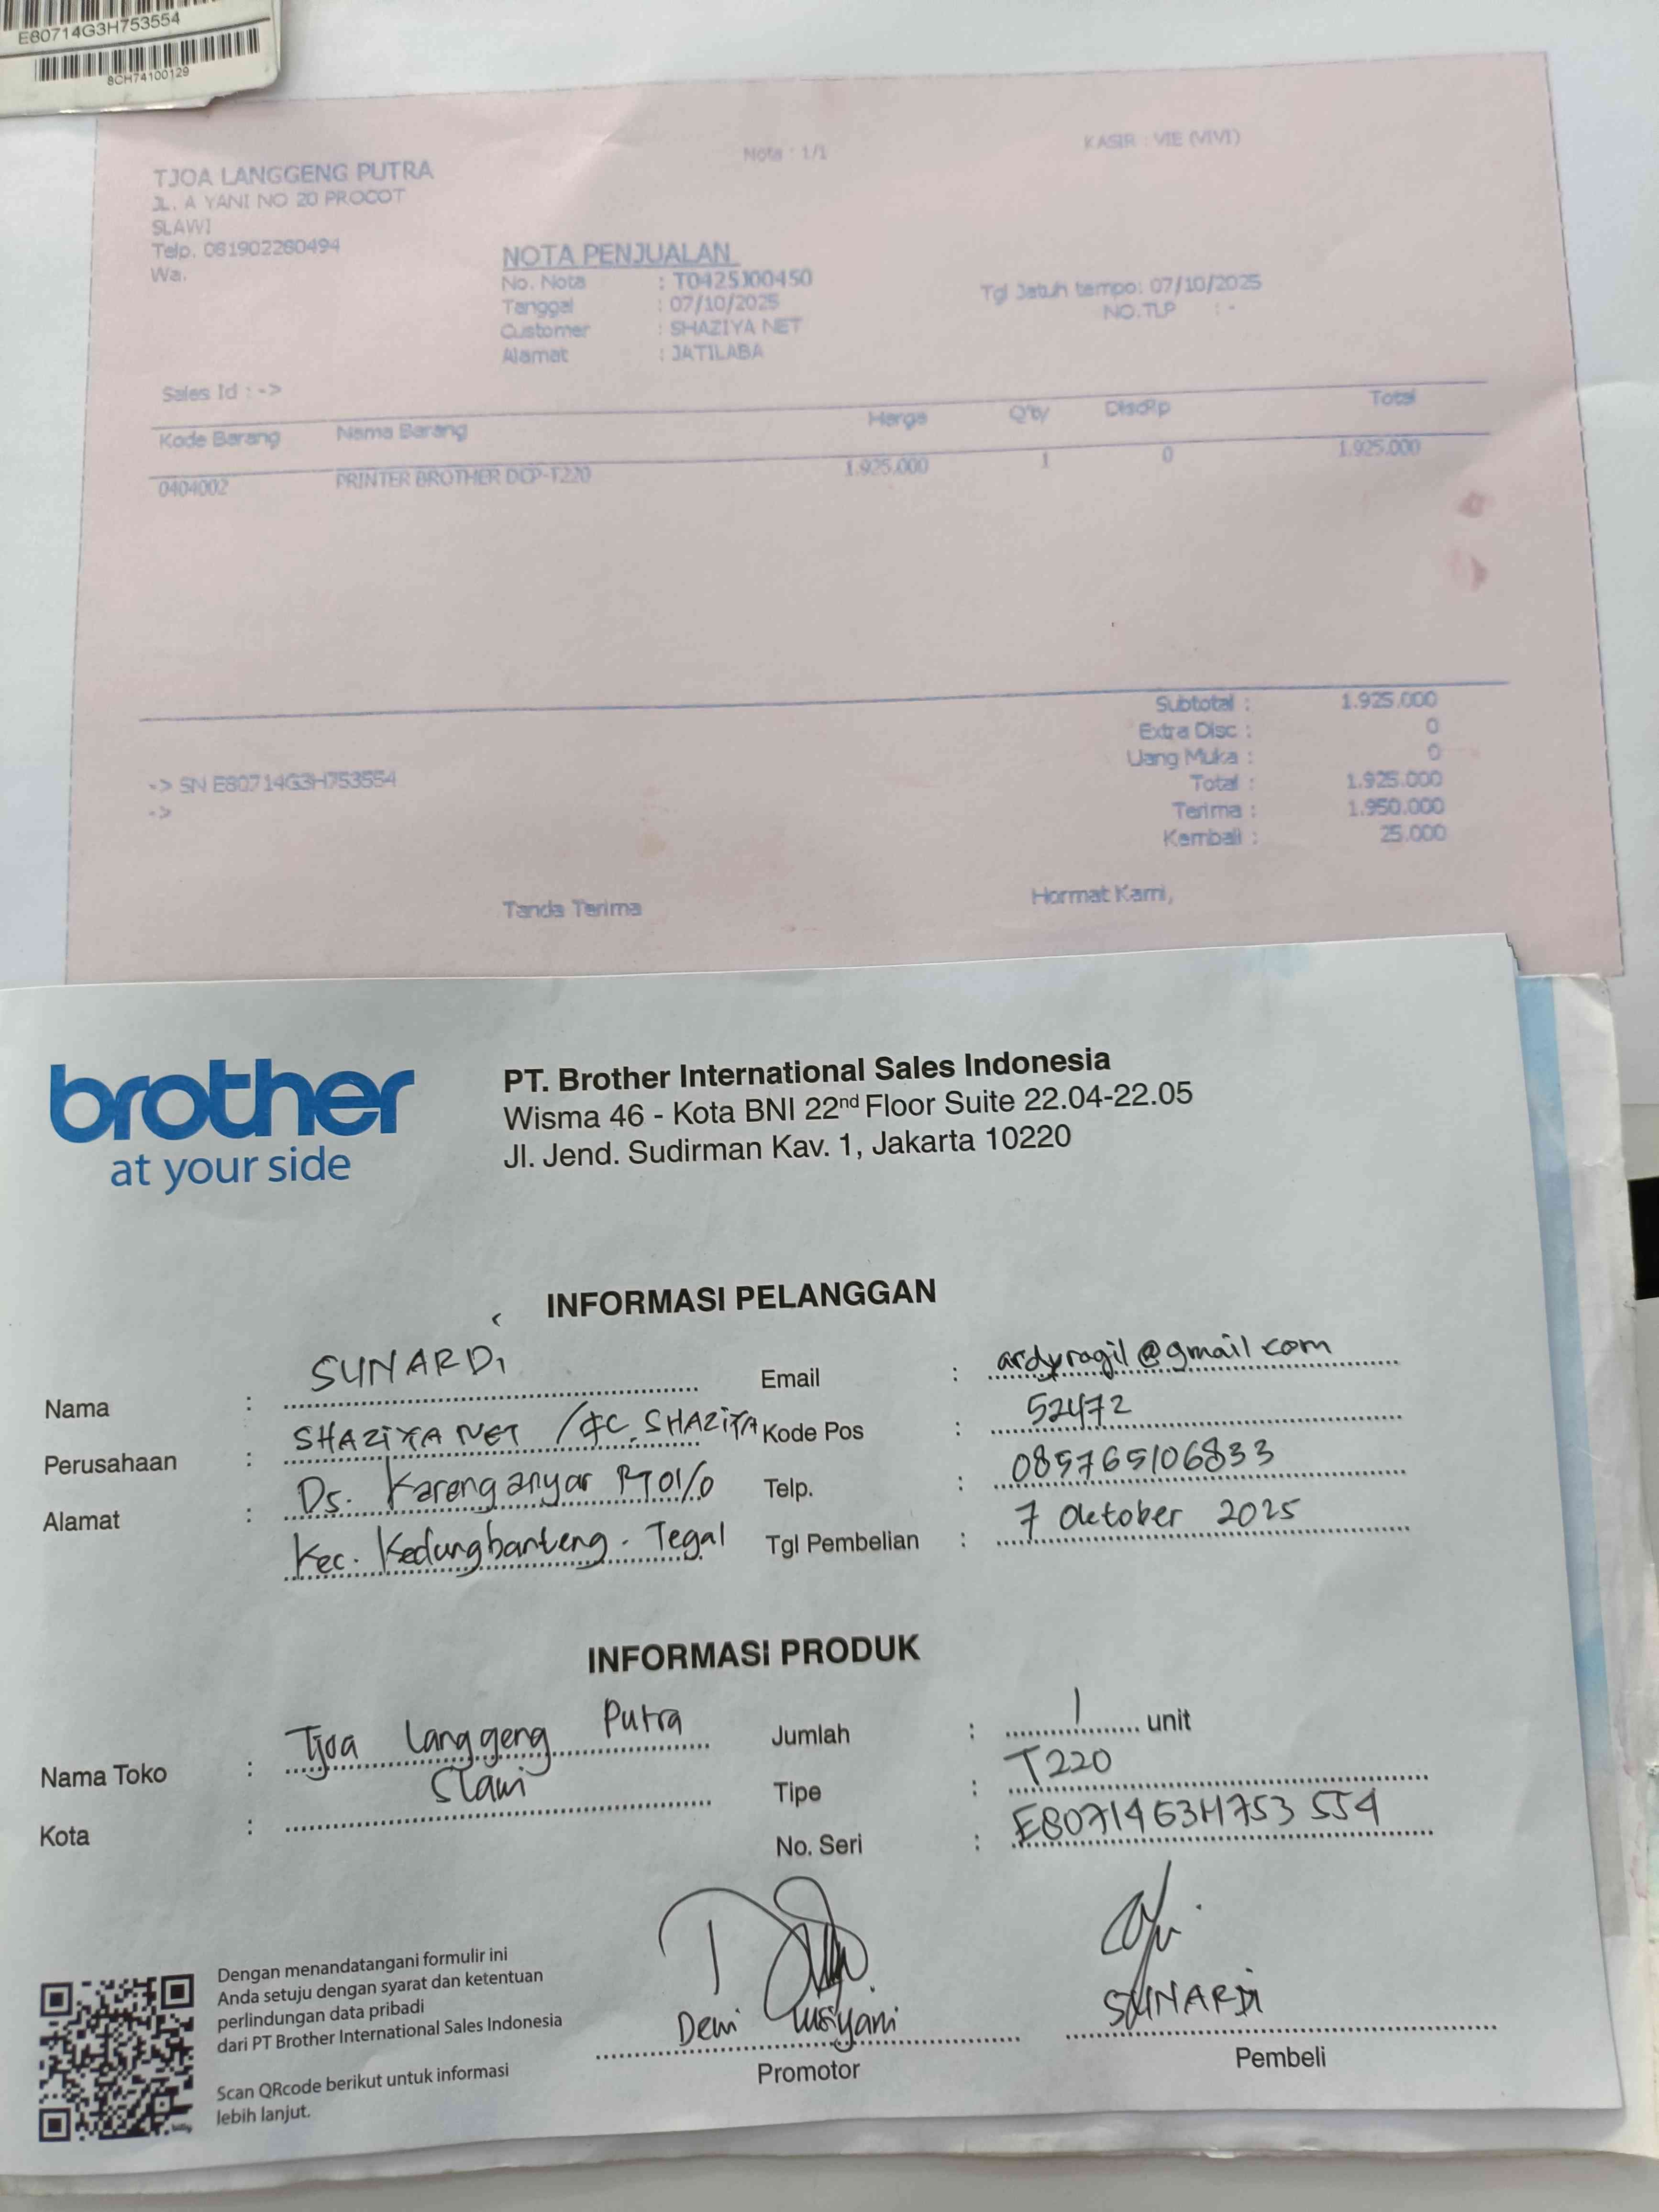 E80714G3H753554
8CH74100129
TJOA LANGGENG PUTRA
JL. A YANI NO 20 PROCOT
SLAWI
Telp. 081902280494
Wa.
Nota : 1/1
KASIR : VIE (VIVI)
NOTA PENJUALAN
No. Nota : T0425J00450
Tanggal : 07/10/2025
Customer : SHAZIYA NET
Alamat : JATILABA
Tgl Jatuh tempo: 07/10/2025
NO.TLP : -
Sales Id : ->
Kode Barang Nama Barang Harga Q'ty DiscRp Total
0404002 PRINTER BROTHER DCP-T220 1.925.000 1 0 1.925.000
Subtotal : 1.925.000
Extra Disc : 0
Uang Muka : 0
Total : 1.925.000
Terima : 1.950.000
Kembali : 25.000
-> SN E80714G3H753554
->
Tanda Terima Hormat Kami,
brother
at your side
PT. Brother International Sales Indonesia
Wisma 46 - Kota BNI 22nd Floor Suite 22.04-22.05
Jl. Jend. Sudirman Kav. 1, Jakarta 10220
INFORMASI PELANGGAN
Nama : SUNARDi
Perusahaan : SHAZiYA NET / FC. SHAZiYA
Alamat : Ds. Karanganyar RT01/0
Kec. Kedungbanteng. Tegal
Email : ardyragil@gmail.com
Kode Pos : 52472
Telp. : 085765106833
Tgl Pembelian : 7 Oktober 2025
INFORMASI PRODUK
Nama Toko : Tjoa Langgeng Putra
Kota : Slawi
Jumlah : 1 unit
Tipe : T220
No. Seri : E80714G3H753554
Dengan menandatangani formulir ini
Anda setuju dengan syarat dan ketentuan
perlindungan data pribadi
dari PT Brother International Sales Indonesia
Scan QRcode berikut untuk informasi
lebih lanjut.
Dewi Lusiyani
Promotor
SUNARDi
Pembeli